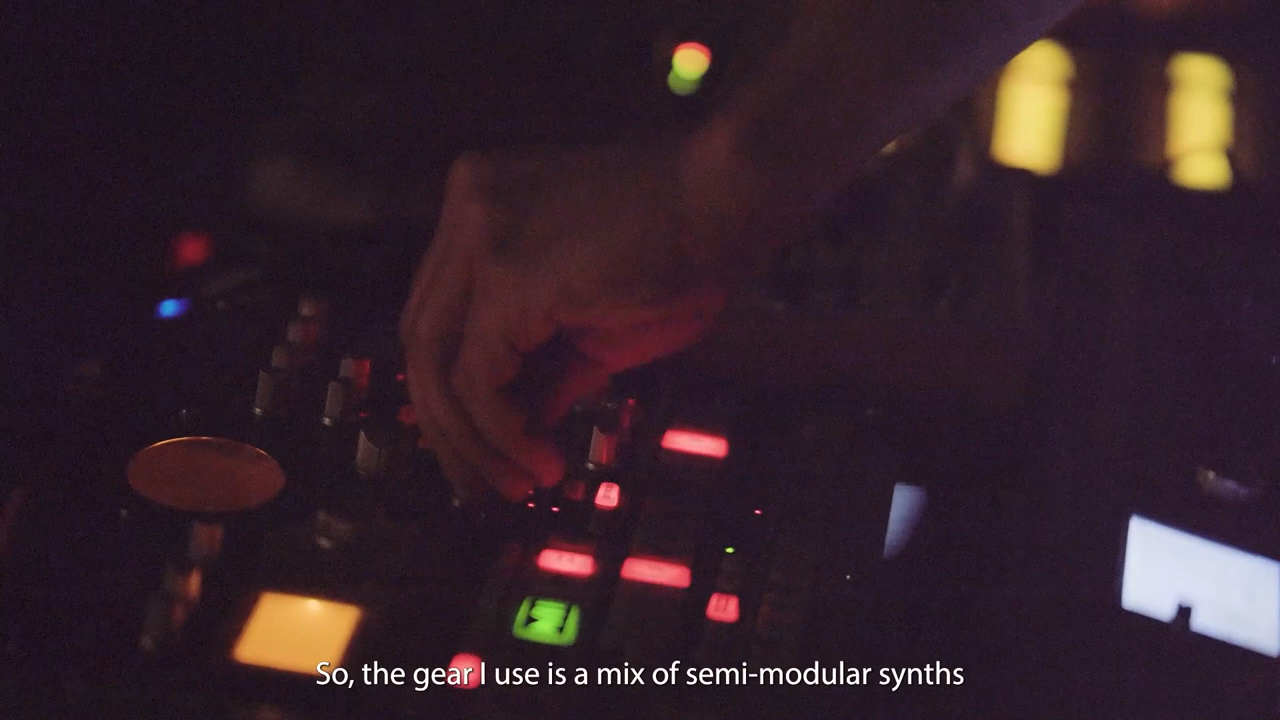 So, the gear I use is a mix of semi-modular synths